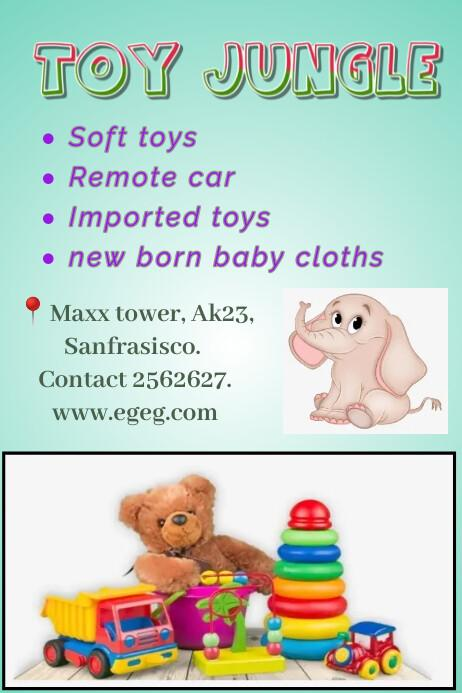 TOY JUNGLE
• Soft toys
• Remote car
• Imported toys
• new born baby cloths
Maxx tower, Ak23,
Sanfrasisco.
Contact 2562627.
www.egeg.com